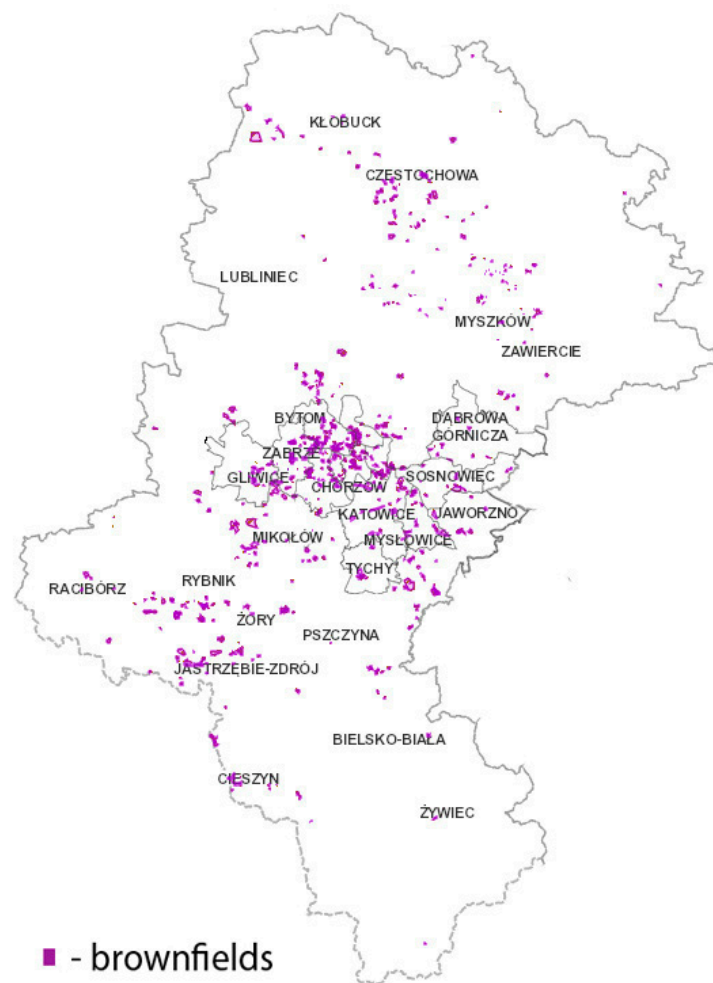 KŁOBUCK
CZĘSTOCHOWA
LUBLINIEC
MYSZKÓW
ZAWIERCIE
BYTOM
DĄBROWA
GÓRNICZA
ZABRZE
GLIWICE
SOSNOWIEC
CHORZÓW
KATOWICE
JAWORZNO
MIKOŁÓW
MYSŁOWICE
TYCHY
RYBNIK
RACIBÓRZ
ŻORY
PSZCZYNA
JASTRZĘBIE-ZDRÓJ
BIELSKO-BIAŁA
CIESZYN
ŻYWIEC
- brownfields